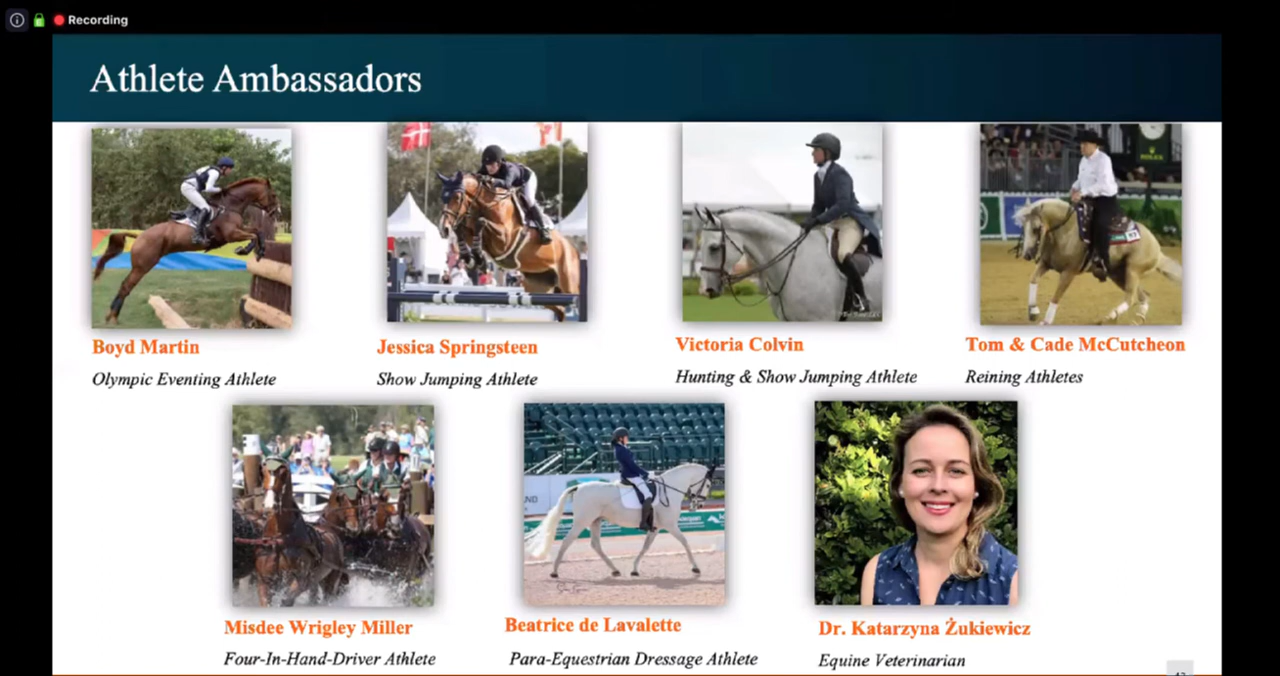 Recording
Athlete Ambassadors
ROLEX
Boyd Martin
Jessica Springsteen
Victoria Colvin
Tom & Cade McCutcheon
Olympic Eventing Athlete
Show Jumping Athlete
Hunting & Show Jumping Athlete
Reining Athletes
Misdee Wrigley Miller
Beatrice de Lavalette
Dr. Katarzyna Żukiewicz
Four-In-Hand-Driver Athlete
Para-Equestrian Dressage Athlete
Equine Veterinarian